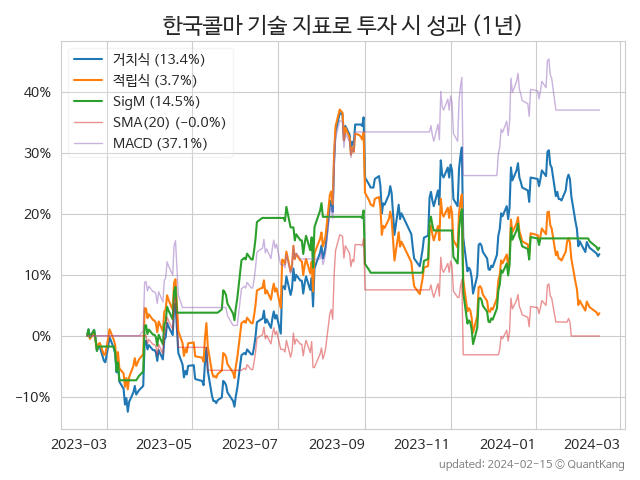 한국콜마 기술 지표로 투자 시 성과 (1년)
거치식 (13.4%)
적립식 (3.7%)
SigM (14.5%)
SMA(20) (-0.0%)
MACD (37.1%)
40%
30%
20%
10%
0%
−10%
2023-03 2023-05 2023-07 2023-09 2023-11 2024-01 2024-03
updated: 2024-02-15 © QuantKang